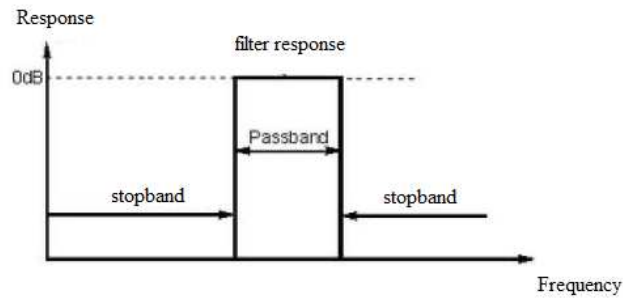 Response
filter response
0dB
Passband
stopband
stopband
Frequency